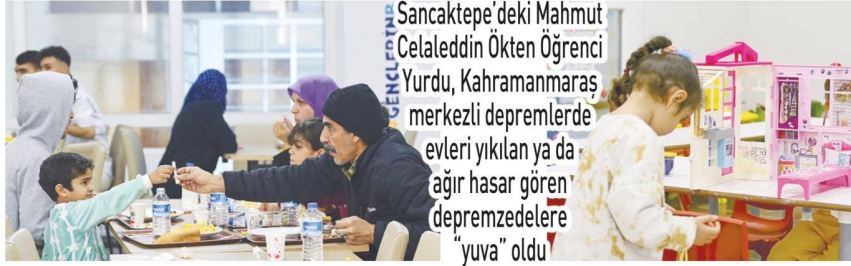 GENÇLERİN
Sancaktepe'deki Mahmut
Celaleddin Ökten Öğrenci
Yurdu, Kahramanmaraş
merkezli depremlerde
evleri yıkılan ya da
ağır hasar gören
depremzedelere
“yuva” oldu